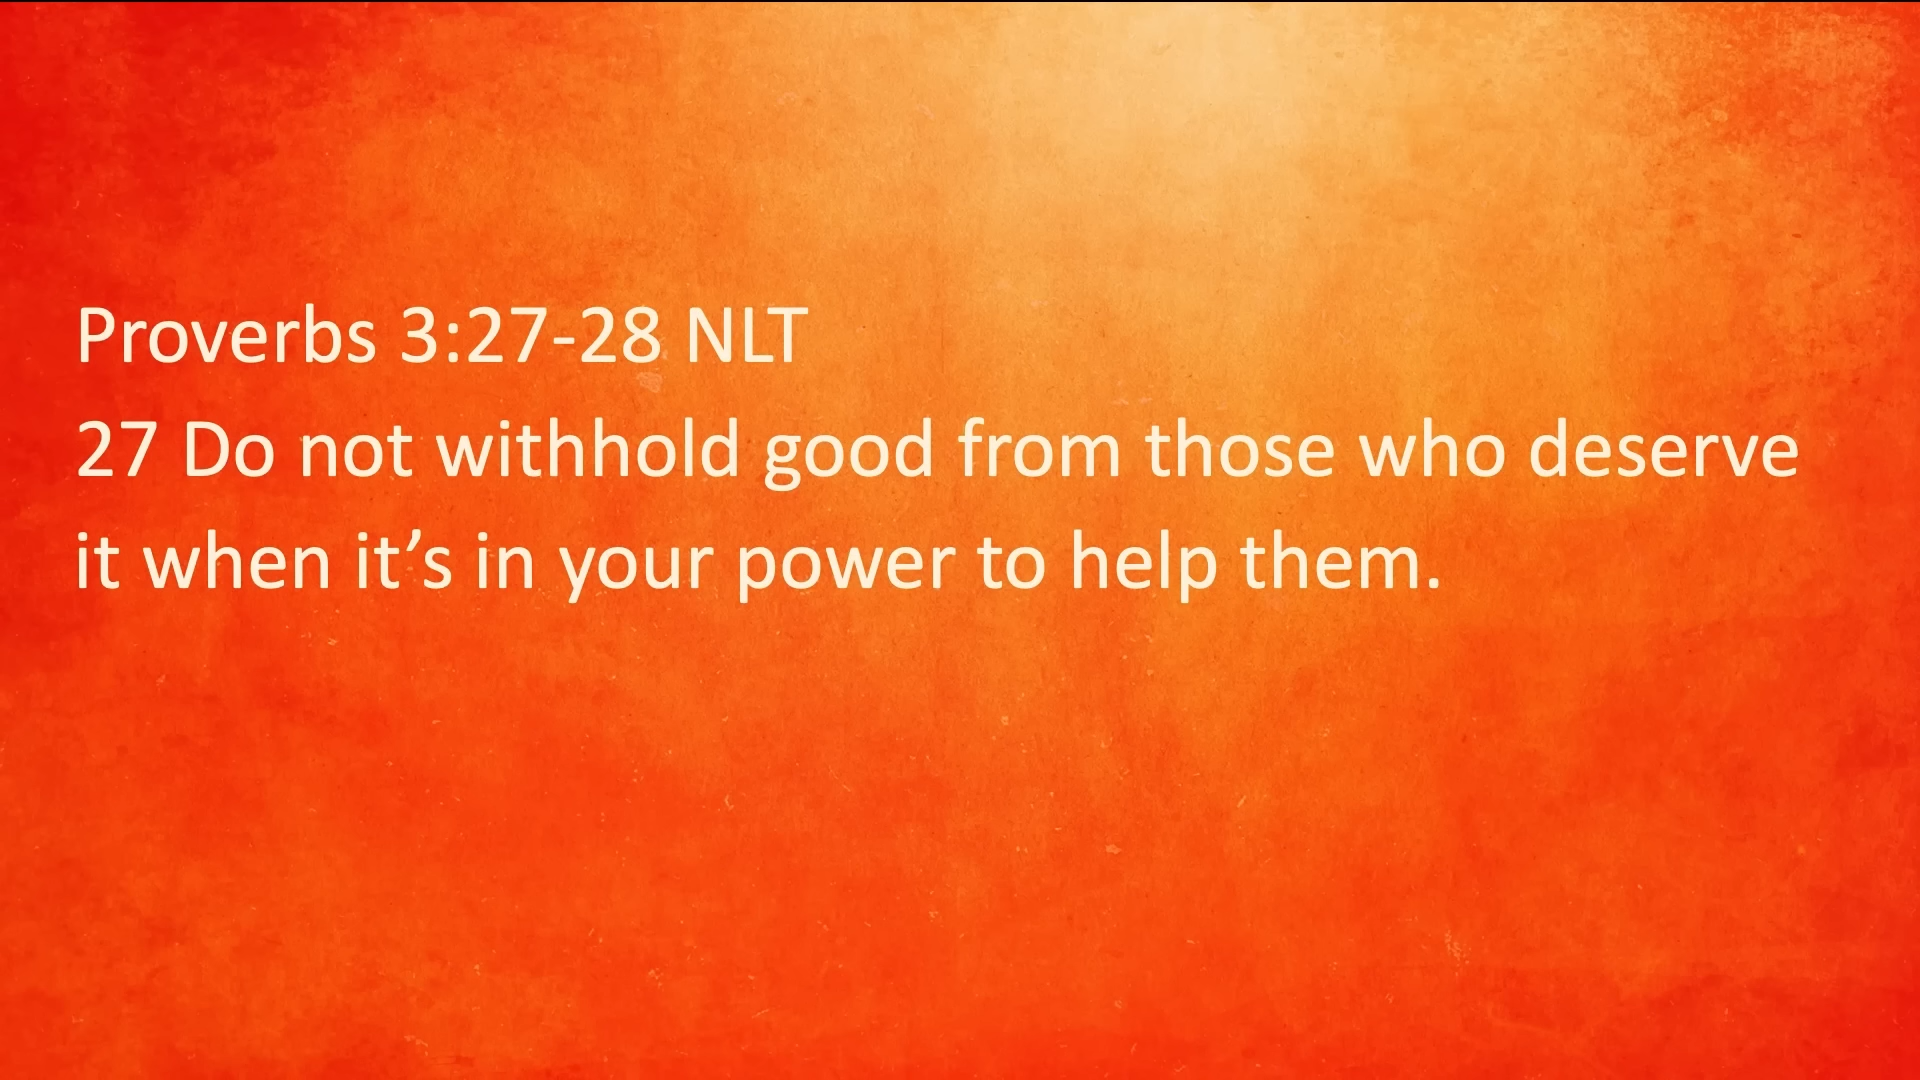 Proverbs 3:27-28 NLT
27 Do not withhold good from those who deserve
it when it’s in your power to help them.